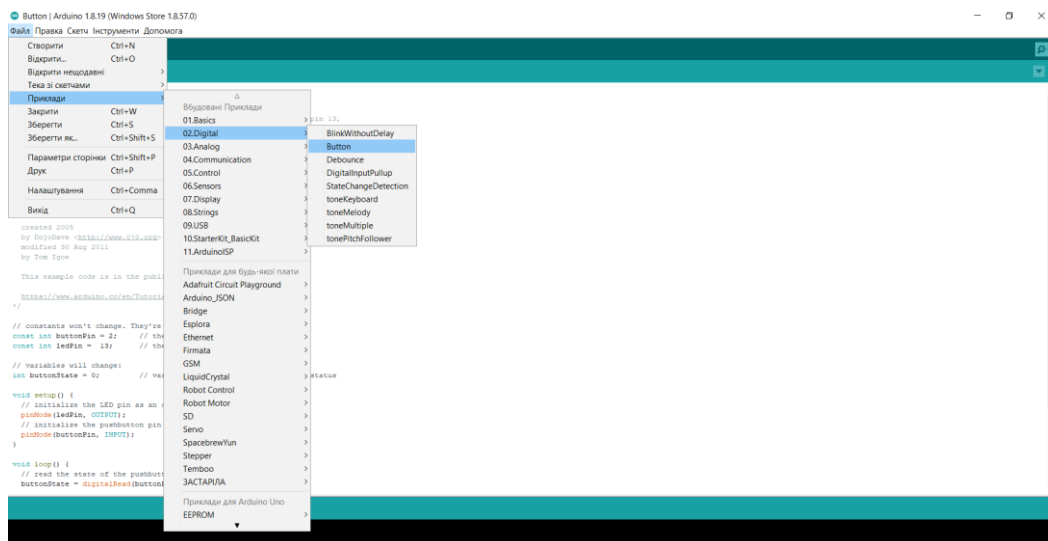 Button | Arduino 1.8.19 (Windows Store 1.8.57.0)
Файл Правка Скетч Інструменти Допомога
Створити Ctrl+N
Відкрити... Ctrl+O
Відкрити нещодавні
Тека зі скетчами
Приклади
Закрити Ctrl+W
Зберегти Ctrl+S
Зберегти як... Ctrl+Shift+S
Параметри сторінки Ctrl+Shift+P
Друк Ctrl+P
Налаштування Ctrl+Comma
Вихід Ctrl+Q
Вбудовані Приклади
01.Basics
02.Digital
03.Analog
04.Communication
05.Control
06.Sensors
07.Display
08.Strings
09.USB
10.StarterKit_BasicKit
11.ArduinoISP
Приклади для будь-якої плати
Adafruit Circuit Playground
Arduino_JSON
Bridge
Esplora
Ethernet
Firmata
GSM
LiquidCrystal
Robot Control
Robot Motor
SD
Servo
SpacebrewYun
Stepper
Temboo
ЗАСТАРІЛА
Приклади для Arduino Uno
EEPROM
BlinkWithoutDelay
Button
Debounce
DigitalInputPullup
StateChangeDetection
toneKeyboard
toneMelody
toneMultiple
tonePitchFollower
pin 13,
created 2005
by DojoDave <http://www.0j0.org>
modified 30 Aug 2011
by Tom Igoe
This example code is in the publi
https://www.arduino.cc/en/Tutoria
*/
// constants won't change. They're
const int buttonPin = 2; // the
const int ledPin = 13; // the
// variables will change:
int buttonState = 0; // va
status
void setup() {
// initialize the LED pin as an
pinMode(ledPin, OUTPUT);
// initialize the pushbutton pin
pinMode(buttonPin, INPUT);
}
void loop() {
// read the state of the pushbutt
buttonState = digitalRead(button